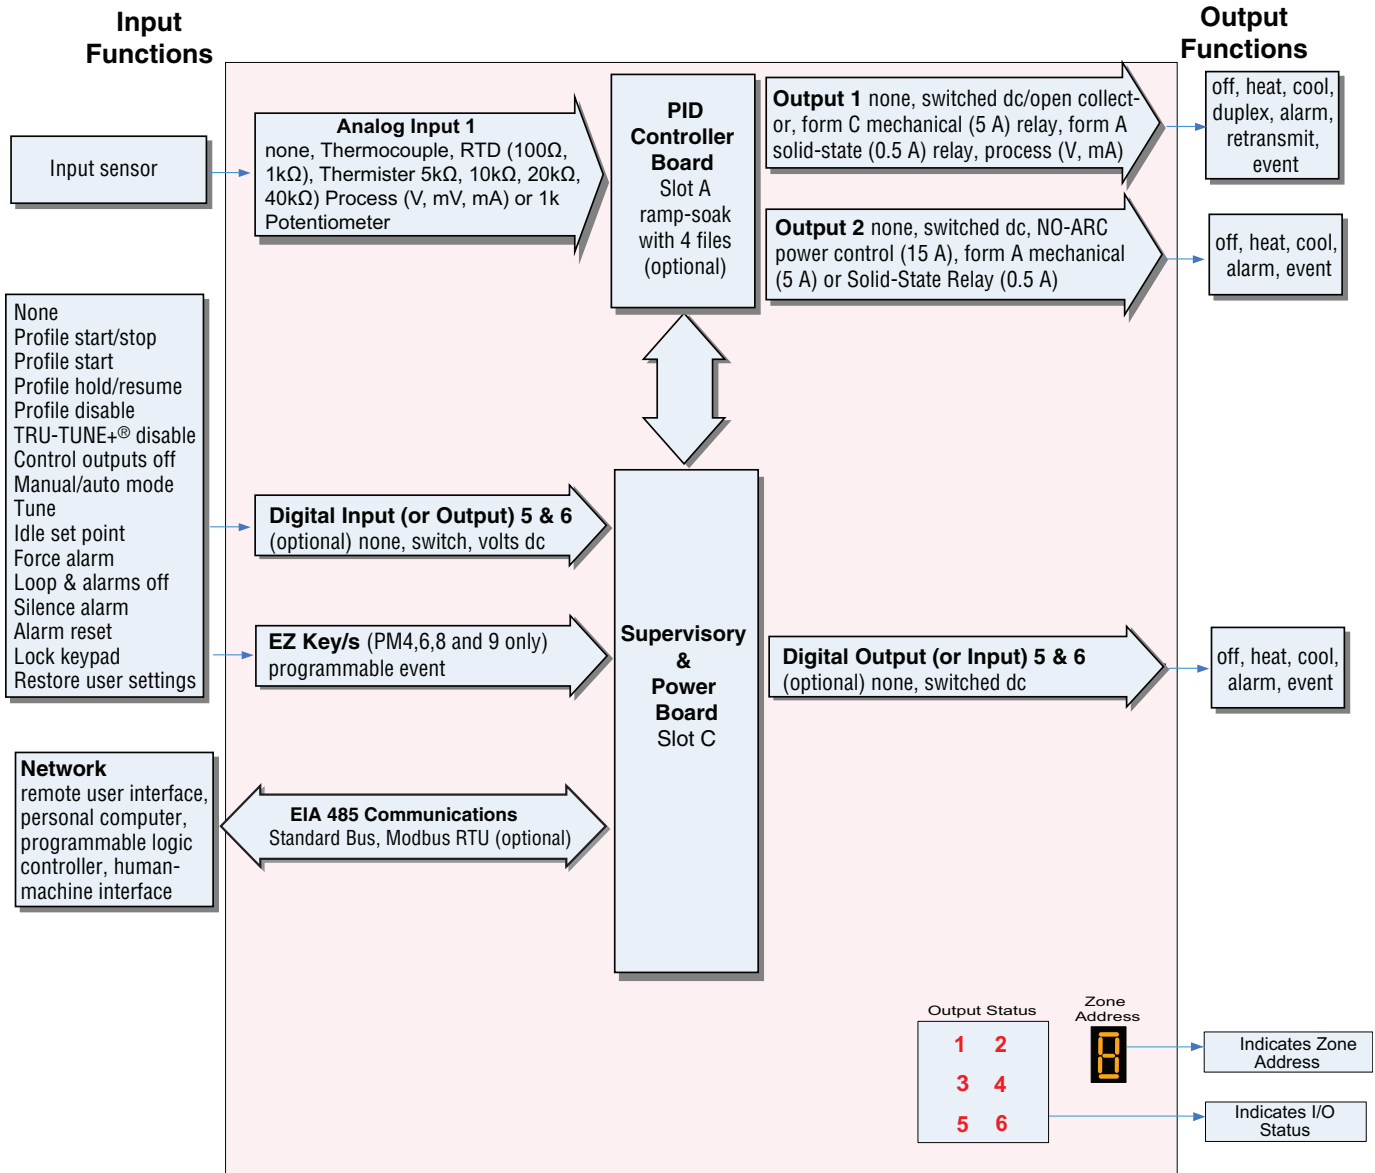 Input
Functions
Output
Functions
Input sensor
Analog Input 1
none, Thermocouple, RTD (100Ω,
1kΩ), Thermister 5kΩ, 10kΩ, 20kΩ,
40kΩ) Process (V, mV, mA) or 1k
Potentiometer
PID
Controller
Board
Slot A
ramp-soak
with 4 files
(optional)
Output 1 none, switched dc/open collect-
or, form C mechanical (5 A) relay, form A
solid-state (0.5 A) relay, process (V, mA)
off, heat, cool,
duplex, alarm,
retransmit,
event
Output 2 none, switched dc, NO-ARC
power control (15 A), form A mechanical
(5 A) or Solid-State Relay (0.5 A)
off, heat, cool,
alarm, event
None
Profile start/stop
Profile start
Profile hold/resume
Profile disable
TRU-TUNE+® disable
Control outputs off
Manual/auto mode
Tune
Idle set point
Force alarm
Loop & alarms off
Silence alarm
Alarm reset
Lock keypad
Restore user settings
Digital Input (or Output) 5 & 6
(optional) none, switch, volts dc
EZ Key/s (PM4,6,8 and 9 only)
programmable event
Supervisory
&
Power
Board
Slot C
Digital Output (or Input) 5 & 6
(optional) none, switched dc
off, heat, cool,
alarm, event
Network
remote user interface,
personal computer,
programmable logic
controller, human-
machine interface
EIA 485 Communications
Standard Bus, Modbus RTU (optional)
Output Status
1 2
3 4
5 6
Zone
Address
8
Indicates Zone
Address
Indicates I/O
Status